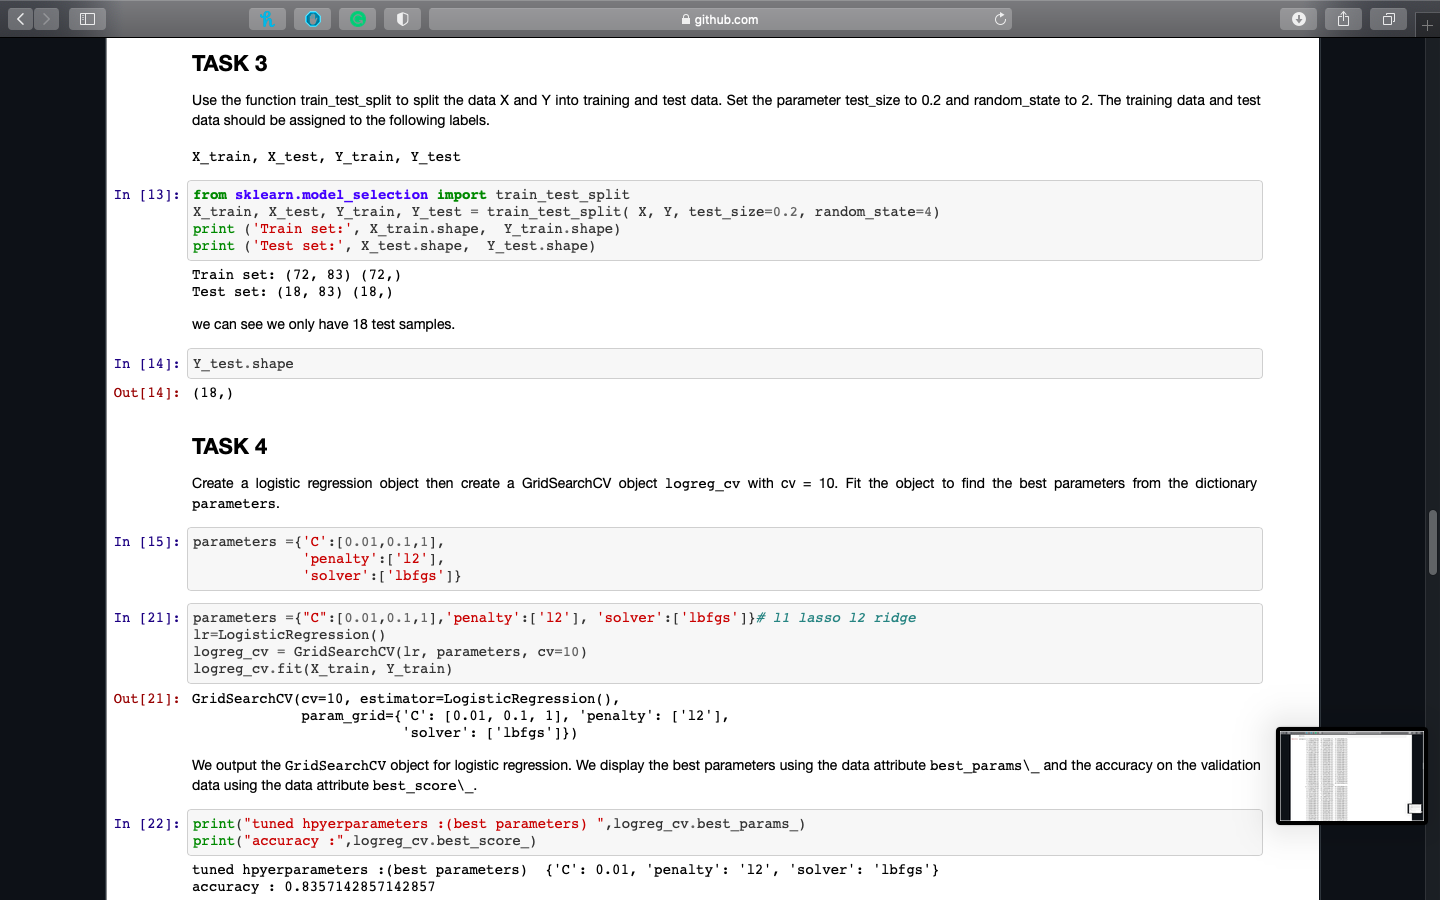 github.com
TASK 3
Use the function train_test_split to split the data X and Y into training and test data. Set the parameter test_size to 0.2 and random_state to 2. The training data and test
data should be assigned to the following labels.
X_train, X_test, Y_train, Y_test
In [13]: from sklearn.model_selection import train_test_split
X_train, X_test, Y_train, Y_test = train_test_split( X, Y, test_size=0.2, random_state=4)
print ('Train set:', X_train.shape,  Y_train.shape)
print ('Test set:', X_test.shape,  Y_test.shape)
Train set: (72, 83) (72,)
Test set: (18, 83) (18,)
we can see we only have 18 test samples.
In [14]: Y_test.shape
Out[14]: (18,)
TASK 4
Create a logistic regression object then create a GridSearchCV object logreg_cv with cv = 10. Fit the object to find the best parameters from the dictionary
parameters.
In [15]: parameters ={'C':[0.01,0.1,1],
'penalty':['l2'],
'solver':['lbfgs']}
In [21]: parameters ={"C":[0.01,0.1,1],'penalty':['l2'], 'solver':['lbfgs']}# l1 lasso l2 ridge
lr=LogisticRegression()
logreg_cv = GridSearchCV(lr, parameters, cv=10)
logreg_cv.fit(X_train, Y_train)
Out[21]: GridSearchCV(cv=10, estimator=LogisticRegression(),
param_grid={'C': [0.01, 0.1, 1], 'penalty': ['l2'],
'solver': ['lbfgs']})
We output the GridSearchCV object for logistic regression. We display the best parameters using the data attribute best_params\_ and the accuracy on the validation
data using the data attribute best_score\_.
In [22]: print("tuned hpyerparameters :(best parameters) ",logreg_cv.best_params_)
print("accuracy :",logreg_cv.best_score_)
tuned hpyerparameters :(best parameters)  {'C': 0.01, 'penalty': 'l2', 'solver': 'lbfgs'}
accuracy : 0.8357142857142857